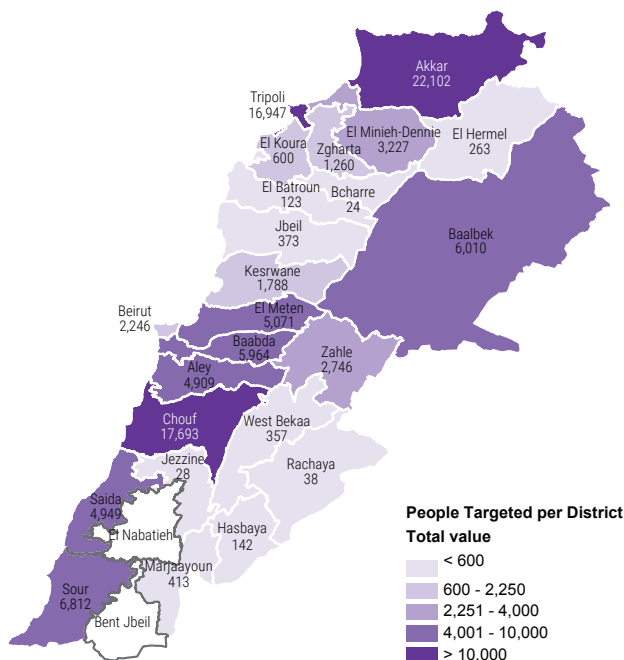 Akkar
22,102
Tripoli
16,947
El Minieh-Dennie
3,227
El Hermel
263
El Koura
600
Zgharta
1,260
El Batroun
123
Bcharre
24
Jbeil
373
Baalbek
6,010
Kesrwane
1,788
Beirut
2,246
El Meten
5,071
Baabda
5,964
Zahle
2,746
Aley
4,909
Chouf
17,693
West Bekaa
357
Jezzine
28
Rachaya
38
Saida
4,949
El Nabatieh
Hasbaya
142
Marjaayoun
413
Sour
6,812
Bent Jbeil
People Targeted per District
Total value
< 600
600 - 2,250
2,251 - 4,000
4,001 - 10,000
> 10,000